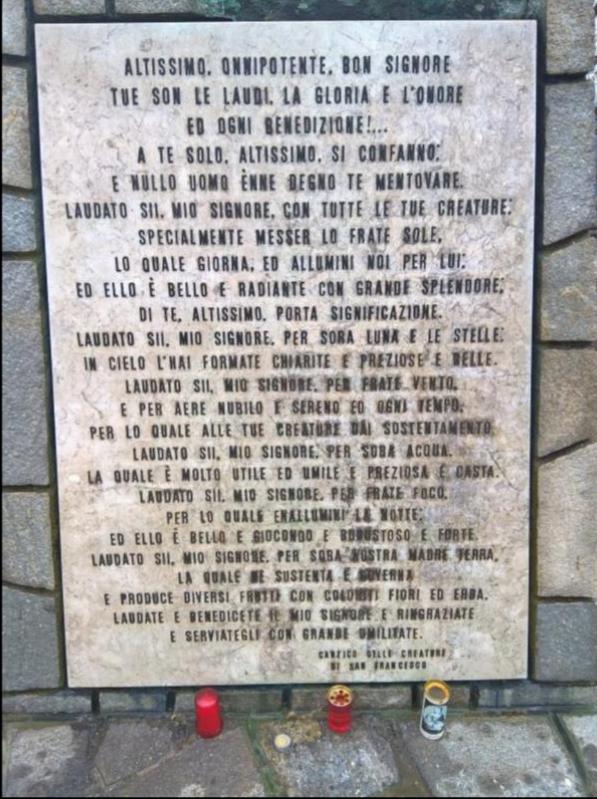 ALTISSIMO, ONNIPOTENTE, BON SIGNORE
TUE SON LE LAUDI, LA GLORIA E L'ONORE
ED OGNI BENEDIZIONE!...
A TE SOLO, ALTISSIMO, SI CONFANNO;
E NULLO UOMO ÈNNE DEGNO TE MENTOVARE.
LAUDATO SII, MIO SIGNORE, CON TUTTE LE TUE CREATURE;
SPECIALMENTE MESSER LO FRATE SOLE,
LO QUALE GIORNA, ED ALLUMINI NOI PER LUI;
ED ELLO È BELLO E RADIANTE CON GRANDE SPLENDORE;
DI TE, ALTISSIMO, PORTA SIGNIFICAZIONE.
LAUDATO SII, MIO SIGNORE, PER SORA LUNA E LE STELLE;
IN CIELO L'HAI FORMATE CHIARITE E PREZIOSE E BELLE.
LAUDATO SII, MIO SIGNORE, PER FRATE VENTO,
E PER AERE NUBILO E SERENO ED OGNI TEMPO,
PER LO QUALE ALLE TUE CREATURE DAI SOSTENTAMENTO.
LAUDATO SII, MIO SIGNORE, PER SORA ACQUA,
LA QUALE È MOLTO UTILE ED UMILE E PREZIOSA E CASTA.
LAUDATO SII, MIO SIGNORE, PER FRATE FOCO,
PER LO QUALE ENALLUMINI LA NOTTE;
ED ELLO È BELLO E GIOCONDO E ROBUSTOSO E FORTE.
LAUDATO SII, MIO SIGNORE, PER SORA NOSTRA MADRE TERRA,
LA QUALE NE SUSTENTA E GOVERNA
E PRODUCE DIVERSI FRUTTI CON COLORITI FIORI ED ERBA.
LAUDATE E BENEDICETE IL MIO SIGNORE E RINGRAZIATE
E SERVIATEGLI CON GRANDE UMILITATE.
CANTICO DELLE CREATURE
DI SAN FRANCESCO